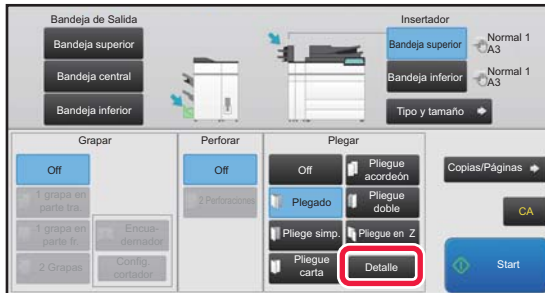 Bandeja de Salida
Insertador
Bandeja superior
Bandeja superior
Normal 1
A3
Bandeja central
Bandeja inferior
Normal 1
A3
Bandeja inferior
Tipo y tamaño
Grapar
Perforar
Plegar
Off
Off
Off
Pliegue
acordeón
Copias/Páginas
1 grapa en
parte tra.
2 Perforaciones
Plegado
Pliegue
doble
CA
1 grapa en
parte fr.
Encua-
dernador
Pliege simp.
Pliegue en Z
2 Grapas
Config.
cortador
Pliegue
carta
Detalle
Start